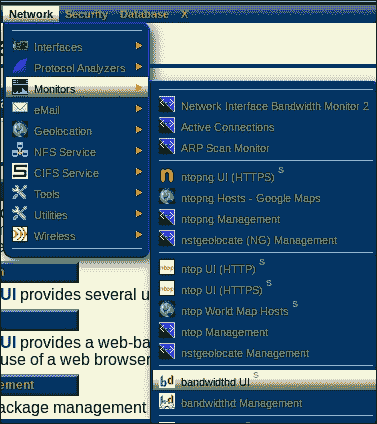 Network Security Database X
Interfaces
Protocol Analyzers
Monitors
eMail
Geolocation
NFS Service
CIFS Service
Tools
Utilities
Wireless
Network Interface Bandwidth Monitor 2
Active Connections
ARP Scan Monitor
ntopng UI (HTTPS) S
ntopng Hosts - Google Maps
ntopng Management
nstgeolocate (NG) Management
ntop UI (HTTP) S
ntop UI (HTTPS) S
ntop World Map Hosts S
ntop Management
nstgeolocate Management
bandwidthd UI S
bandwidthd Management
UI provides several u
UI provides a web-ba
use of a web browser
ement
ackage management